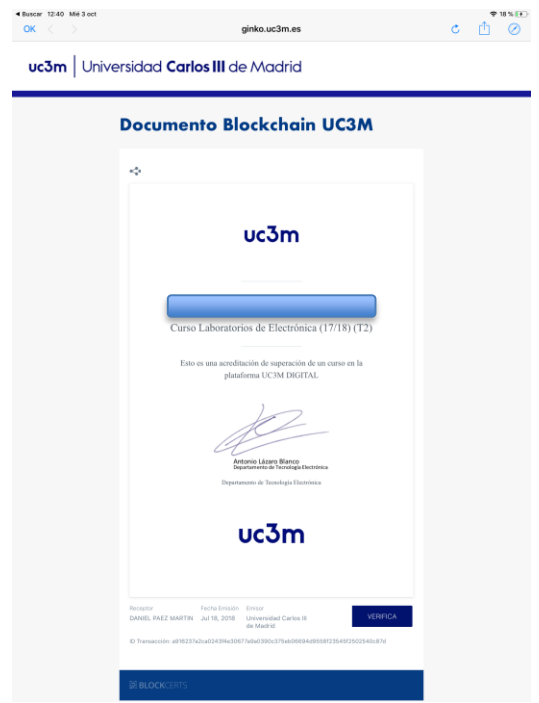 Buscar 12:40 Mié 3 oct 18 %
OK ginko.uc3m.es
uc3m | Universidad Carlos III de Madrid
Documento Blockchain UC3M
uc3m
Curso Laboratorios de Electrónica (17/18) (T2)
Esto es una acreditación de superación de un curso en la
plataforma UC3M DIGITAL
Antonio Lázaro Blanco
Departamento de Tecnología Electrónica
Departamento de Tecnología Electrónica
uc3m
Receptor Fecha Emisión Emisor
DANIEL PAEZ MARTIN Jul 18, 2018 Universidad Carlos III
de Madrid
VERIFICA
ID Transacción:
BLOCKCERTS